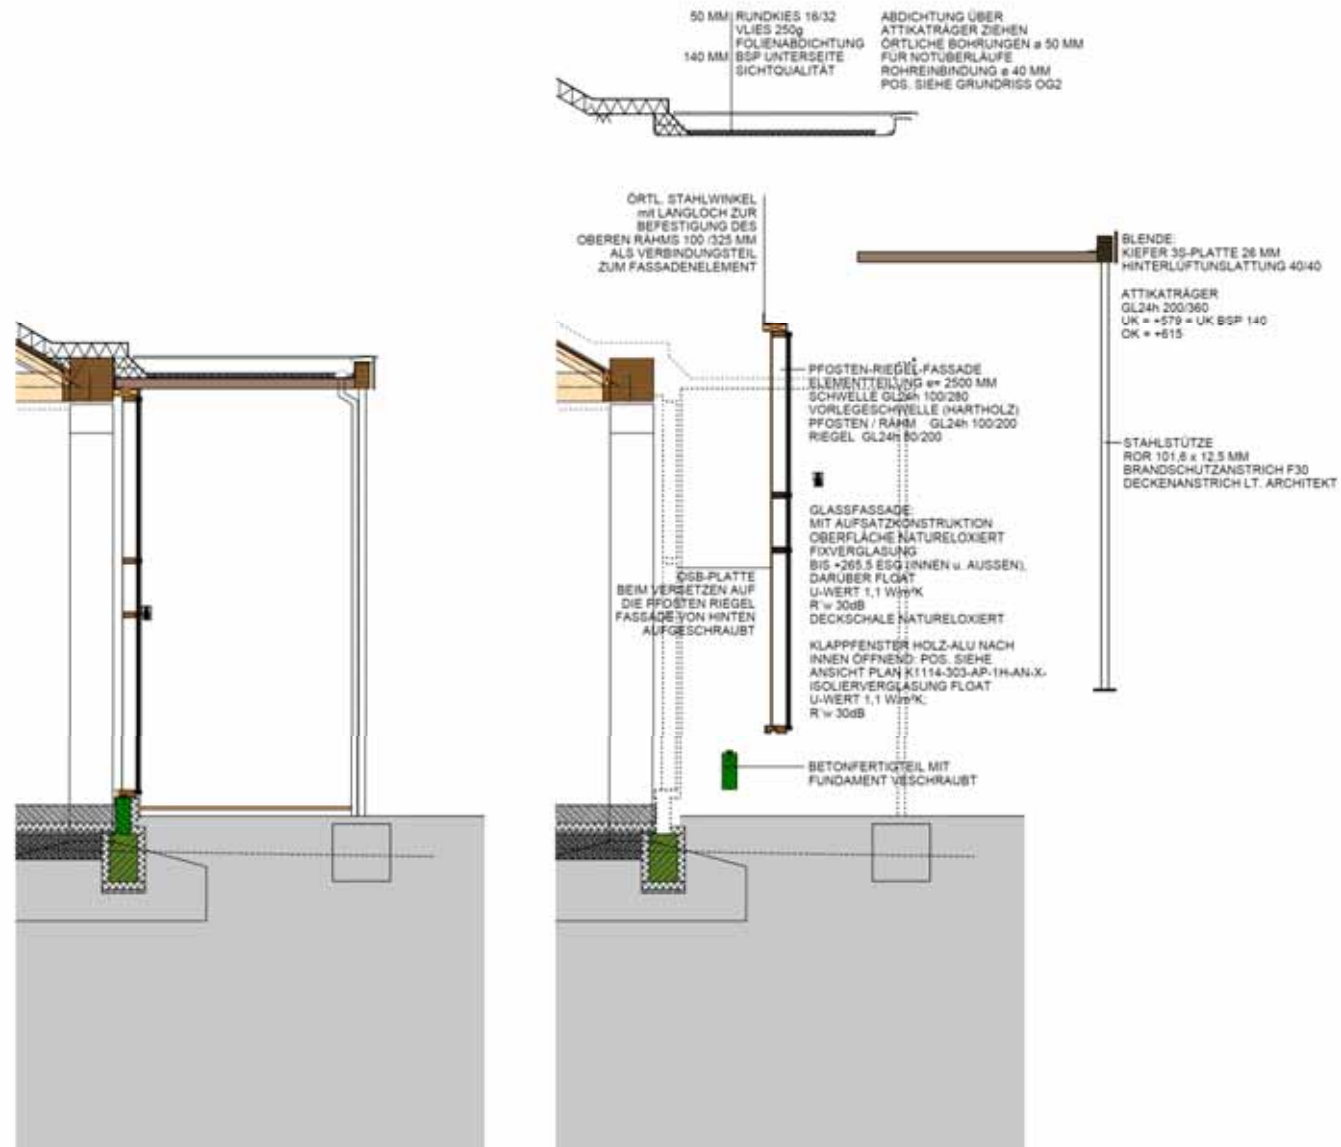 50 MM RUNDKIES 16/32
VLIES 250g
FOLIENABDICHTUNG
140 MM BSP UNTERSEITE
SICHTQUALITÄT
ABDICHTUNG ÜBER
ATTIKATRÄGER ZIEHEN
ÖRTLICHE BOHRUNGEN ø 50 MM
FÜR NOTÜBERLÄUFE
ROHREINBINDUNG ø 40 MM
POS. SIEHE GRUNDRISS OG2
ÖRTL. STAHLWINKEL
mit LANGLOCH ZUR
BEFESTIGUNG DES
OBEREN RÄHMS 100 /325 MM
ALS VERBINDUNGSTEIL
ZUM FASSADENELEMENT
BLENDE:
KIEFER 3S-PLATTE 26 MM
HINTERLÜFTUNSLATTUNG 40/40
ATTIKATRÄGER
GL24h 200/360
UK = +579 = UK BSP 140
OK = +615
PFOSTEN-RIEGEL-FASSADE
ELEMENTTEILUNG e= 2500 MM
SCHWELLE GL24h 100/280
VORLEGESCHWELLE (HARTHOLZ)
PFOSTEN / RÄHM GL24h 100/200
RIEGEL GL24h 80/200
STAHLSTÜTZE
ROR 101,6 x 12,5 MM
BRANDSCHUTZANSTRICH F30
DECKENANSTRICH LT. ARCHITEKT
GLASSFASSADE:
MIT AUFSATZKONSTRUKTION
OBERFLÄCHE NATURELOXIERT
FIXVERGLASUNG
BIS +265,5 ESG (INNEN u. AUSSEN),
DARÜBER FLOAT
U-WERT 1,1 W/m²K
R'w 30dB
DECKSCHALE NATURELOXIERT
OSB-PLATTE
BEIM VERSETZEN AUF
DIE PFOSTEN RIEGEL
FASSADE VON HINTEN
AUFGESCHRAUBT
KLAPPFENSTER HOLZ-ALU NACH
INNEN ÖFFNEND: POS. SIEHE
ANSICHT PLAN K1114-303-AP-1H-AN-X-
ISOLIERVERGLASUNG FLOAT
U-WERT 1,1 W/m²K;
R'w 30dB
BETONFERTIGTEIL MIT
FUNDAMENT VESCHRAUBT